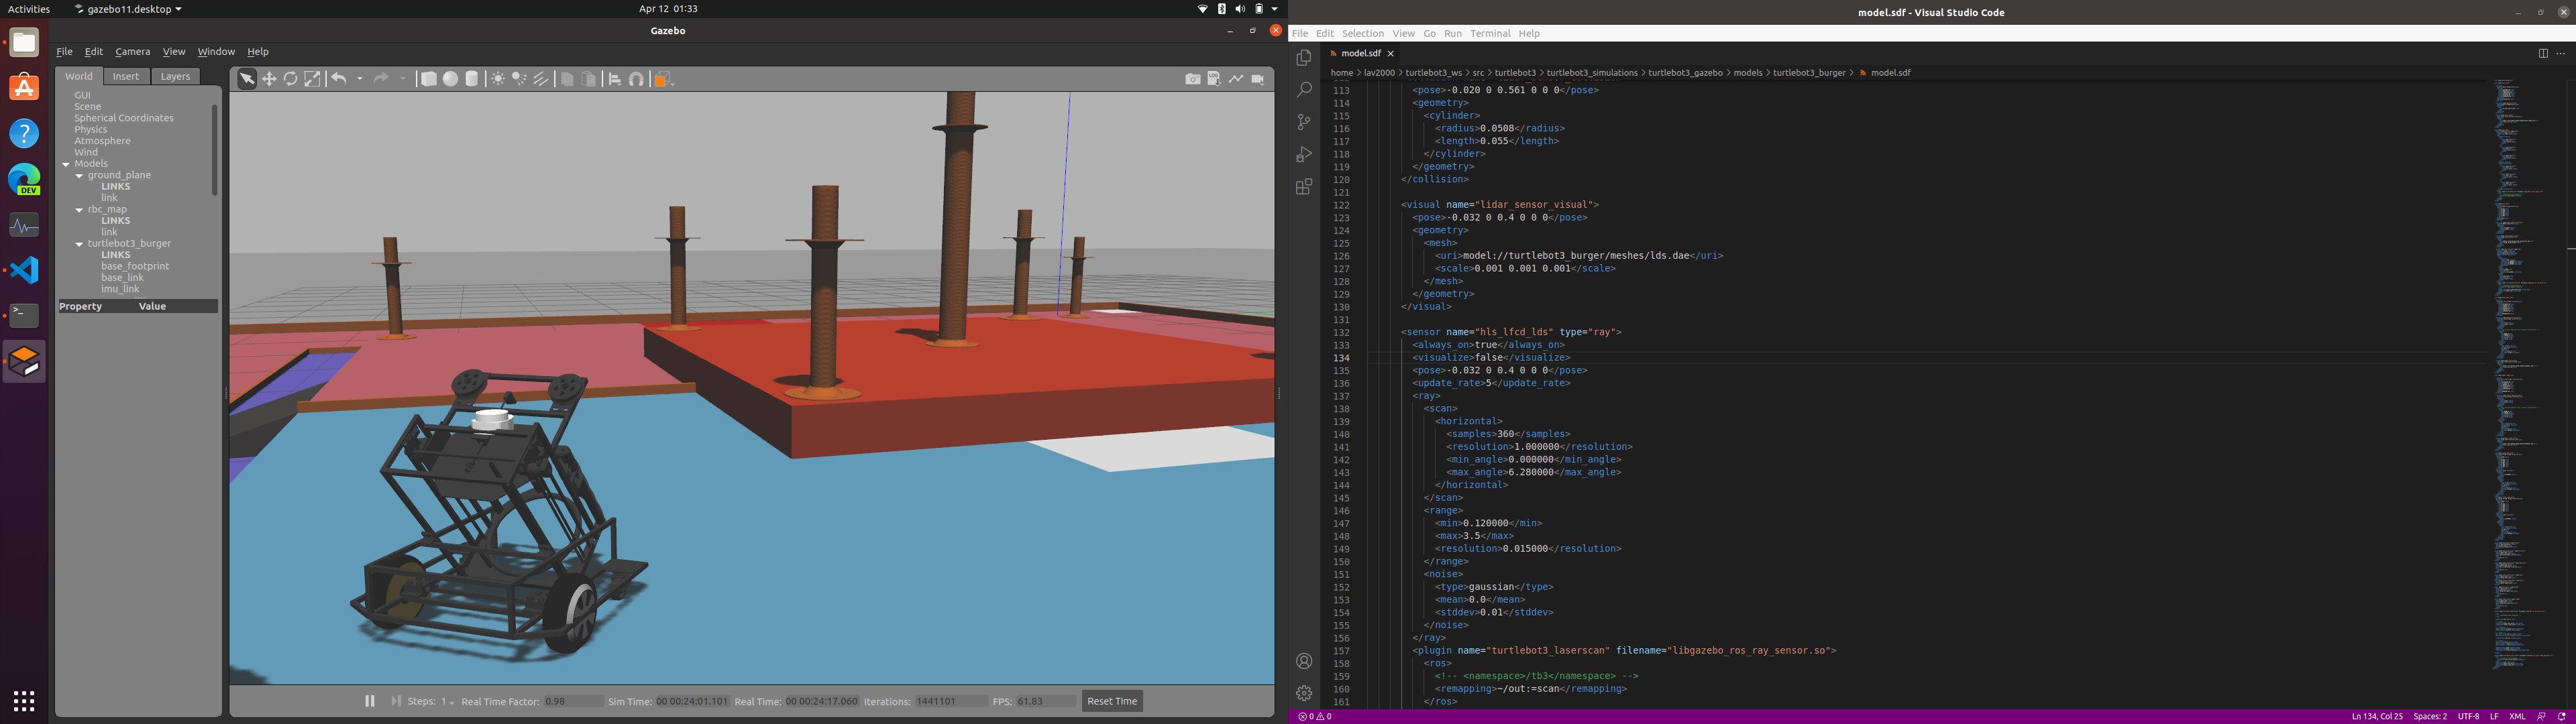 Activities
gazebo11.desktop
Apr 12 01:33
Gazebo
File Edit Camera View Window Help
World Insert Layers
GUI
Scene
Spherical Coordinates
Physics
Atmosphere
Wind
Models
ground_plane
LINKS
link
rbc_map
LINKS
link
turtlebot3_burger
LINKS
base_footprint
base_link
imu_link
Property Value
DEV
LOG
Steps: 1 Real Time Factor: 0.98 Sim Time: 00 00:24:01.101 Real Time: 00 00:24:17.060 Iterations: 1441101 FPS: 61.83 Reset Time
model.sdf - Visual Studio Code
File Edit Selection View Go Run Terminal Help
model.sdf
home > lav2000 > turtlebot3_ws > src > turtlebot3 > turtlebot3_simulations > turtlebot3_gazebo > models > turtlebot3_burger > model.sdf
113 <pose>-0.020 0 0.561 0 0 0</pose>
114 <geometry>
115 <cylinder>
116 <radius>0.0508</radius>
117 <length>0.055</length>
118 </cylinder>
119 </geometry>
120 </collision>
121
122 <visual name="lidar_sensor_visual">
123 <pose>-0.032 0 0.4 0 0 0</pose>
124 <geometry>
125 <mesh>
126 <uri>model://turtlebot3_burger/meshes/lds.dae</uri>
127 <scale>0.001 0.001 0.001</scale>
128 </mesh>
129 </geometry>
130 </visual>
131
132 <sensor name="hls_lfcd_lds" type="ray">
133 <always_on>true</always_on>
134 <visualize>false</visualize>
135 <pose>-0.032 0 0.4 0 0 0</pose>
136 <update_rate>5</update_rate>
137 <ray>
138 <scan>
139 <horizontal>
140 <samples>360</samples>
141 <resolution>1.000000</resolution>
142 <min_angle>0.000000</min_angle>
143 <max_angle>6.280000</max_angle>
144 </horizontal>
145 </scan>
146 <range>
147 <min>0.120000</min>
148 <max>3.5</max>
149 <resolution>0.015000</resolution>
150 </range>
151 <noise>
152 <type>gaussian</type>
153 <mean>0.0</mean>
154 <stddev>0.01</stddev>
155 </noise>
156 </ray>
157 <plugin name="turtlebot3_laserscan" filename="libgazebo_ros_ray_sensor.so">
158 <ros>
159 <!-- <namespace>/tb3</namespace> -->
160 <remapping>~/out:=scan</remapping>
161 </ros>
0 0 Ln 134, Col 25 Spaces: 2 UTF-8 LF XML